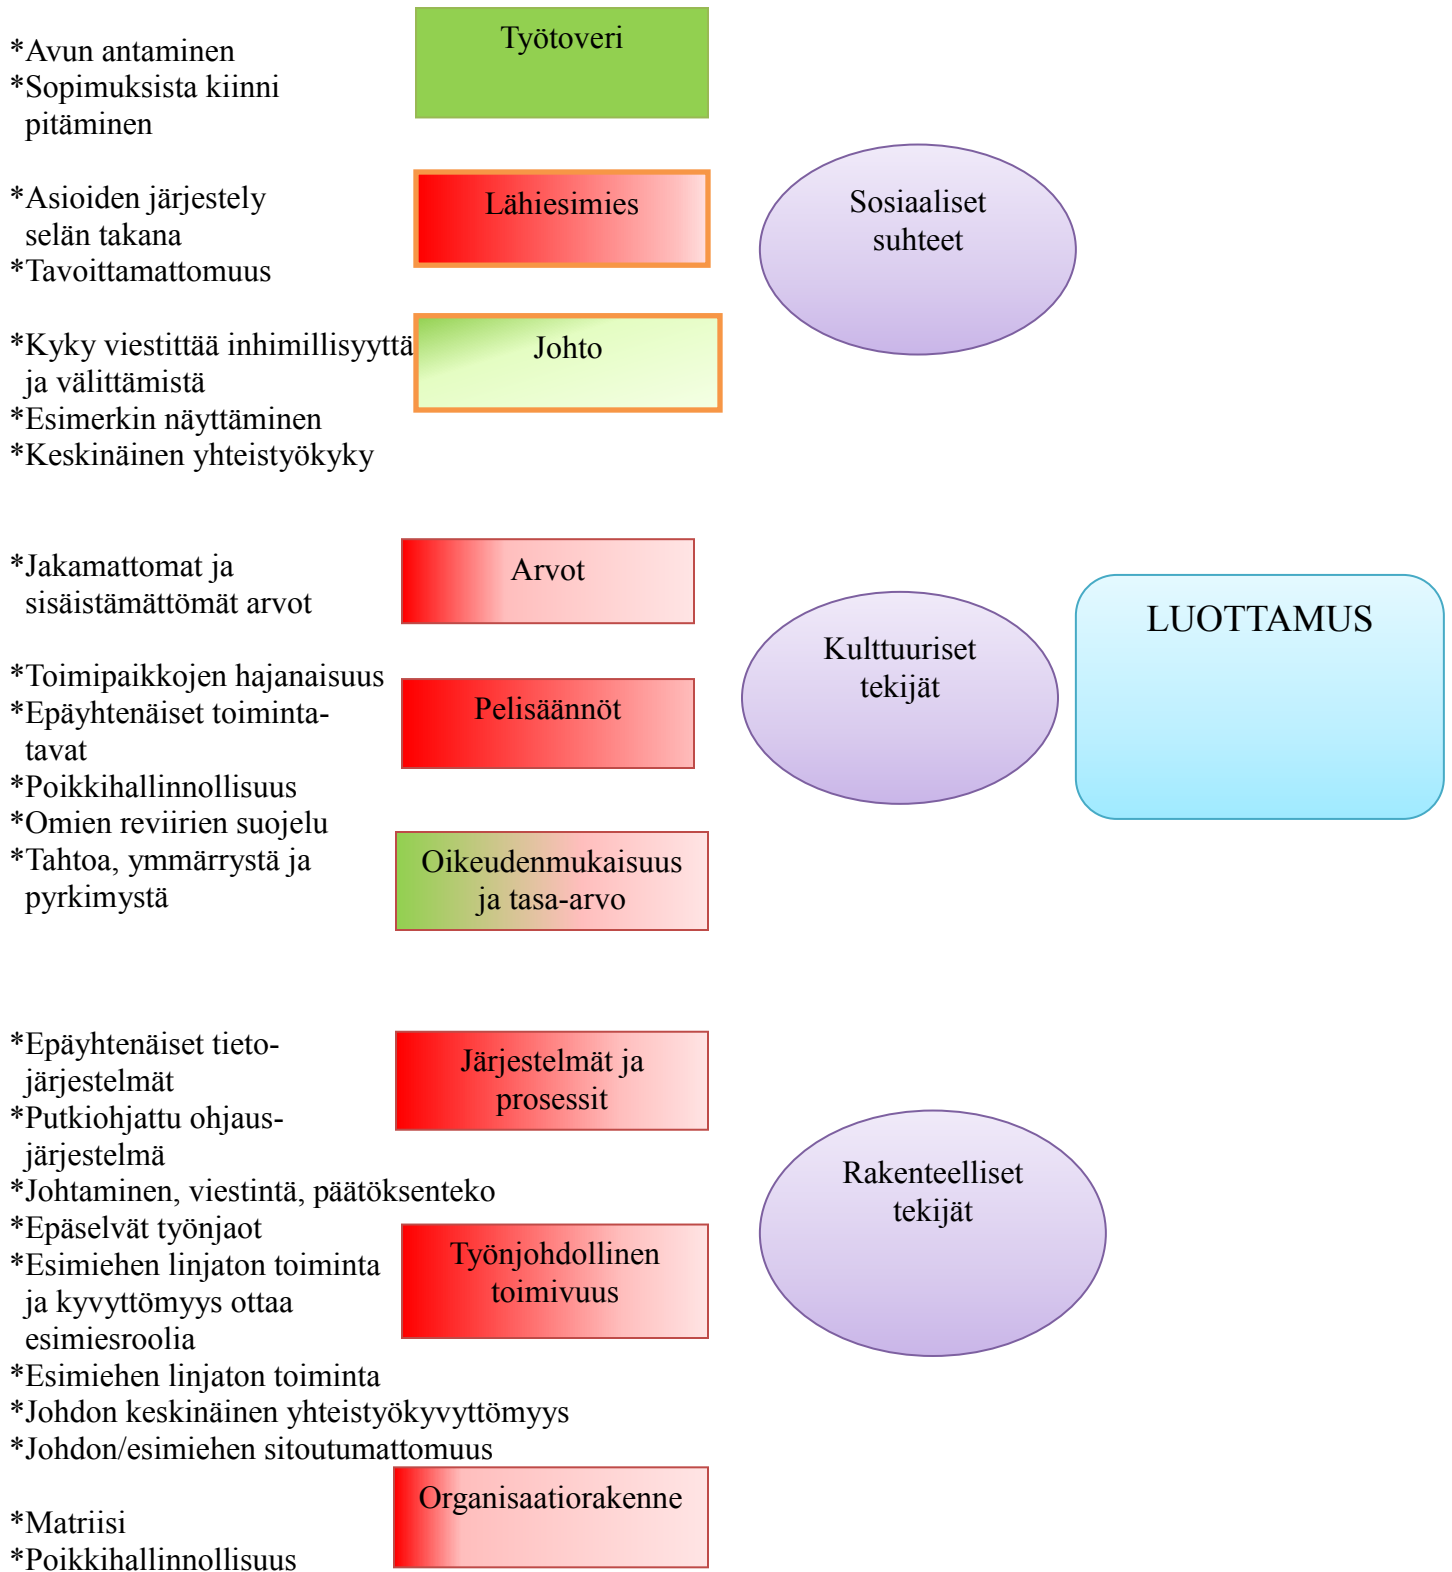 *Avun antaminen
*Sopimuksista kiinni
pitäminen
Työtoveri
*Asioiden järjestely
selän takana
*Tavoittamattomuus
Lähiesimies
Sosiaaliset
suhteet
*Kyky viestittää inhimillisyyttä
ja välittämistä
*Esimerkin näyttäminen
*Keskinäinen yhteistyökyky
Johto
*Jakamattomat ja
sisäistämättömät arvot
Arvot
*Toimipaikkojen hajanaisuus
*Epäyhtenäiset toiminta-
tavat
*Poikkihallinnollisuus
*Omien reviirien suojelu
*Tahtoa, ymmärrystä ja
pyrkimystä
Pelisäännöt
Oikeudenmukaisuus
ja tasa-arvo
Kulttuuriset
tekijät
LUOTTAMUS
*Epäyhtenäiset tieto-
järjestelmät
*Putkiohjattu ohjaus-
järjestelmä
*Johtaminen, viestintä, päätöksenteko
*Epäselvät työnjaot
*Esimiehen linjaton toiminta
ja kyvyttömyys ottaa
esimiesroolia
*Esimiehen linjaton toiminta
*Johdon keskinäinen yhteistyökyvyttömyys
*Johdon/esimiehen sitoutumattomuus
Järjestelmät ja
prosessit
Työnjohdollinen
toimivuus
Rakenteelliset
tekijät
*Matriisi
*Poikkihallinnollisuus
Organisaatiorakenne